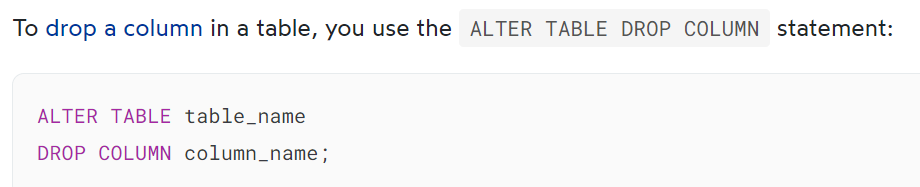 To drop a column in a table, you use the ALTER TABLE DROP COLUMN statement:
ALTER TABLE table_name
DROP COLUMN column_name;